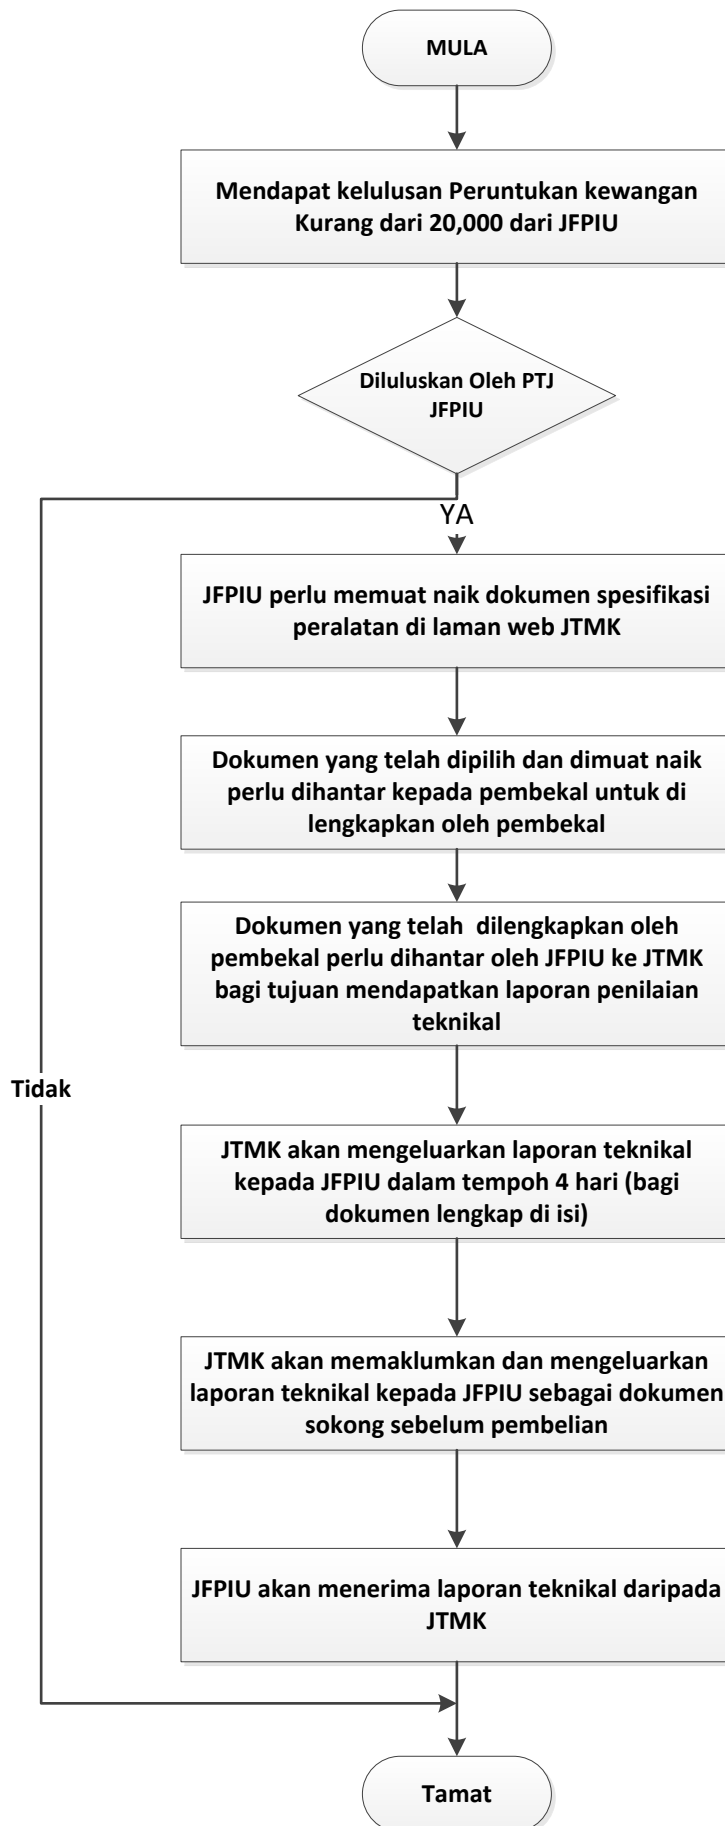 MULA
Mendapat kelulusan Peruntukan kewangan
Kurang dari 20,000 dari JFPIU
Diluluskan Oleh PTJ
JFPIU
YA
JFPIU perlu memuat naik dokumen spesifikasi
peralatan di laman web JTMK
Dokumen yang telah dipilih dan dimuat naik
perlu dihantar kepada pembekal untuk di
lengkapkan oleh pembekal
Dokumen yang telah  dilengkapkan oleh
pembekal perlu dihantar oleh JFPIU ke JTMK
bagi tujuan mendapatkan laporan penilaian
teknikal
Tidak
JTMK akan mengeluarkan laporan teknikal
kepada JFPIU dalam tempoh 4 hari (bagi
dokumen lengkap di isi)
JTMK akan memaklumkan dan mengeluarkan
laporan teknikal kepada JFPIU sebagai dokumen
sokong sebelum pembelian
JFPIU akan menerima laporan teknikal daripada
JTMK
Tamat